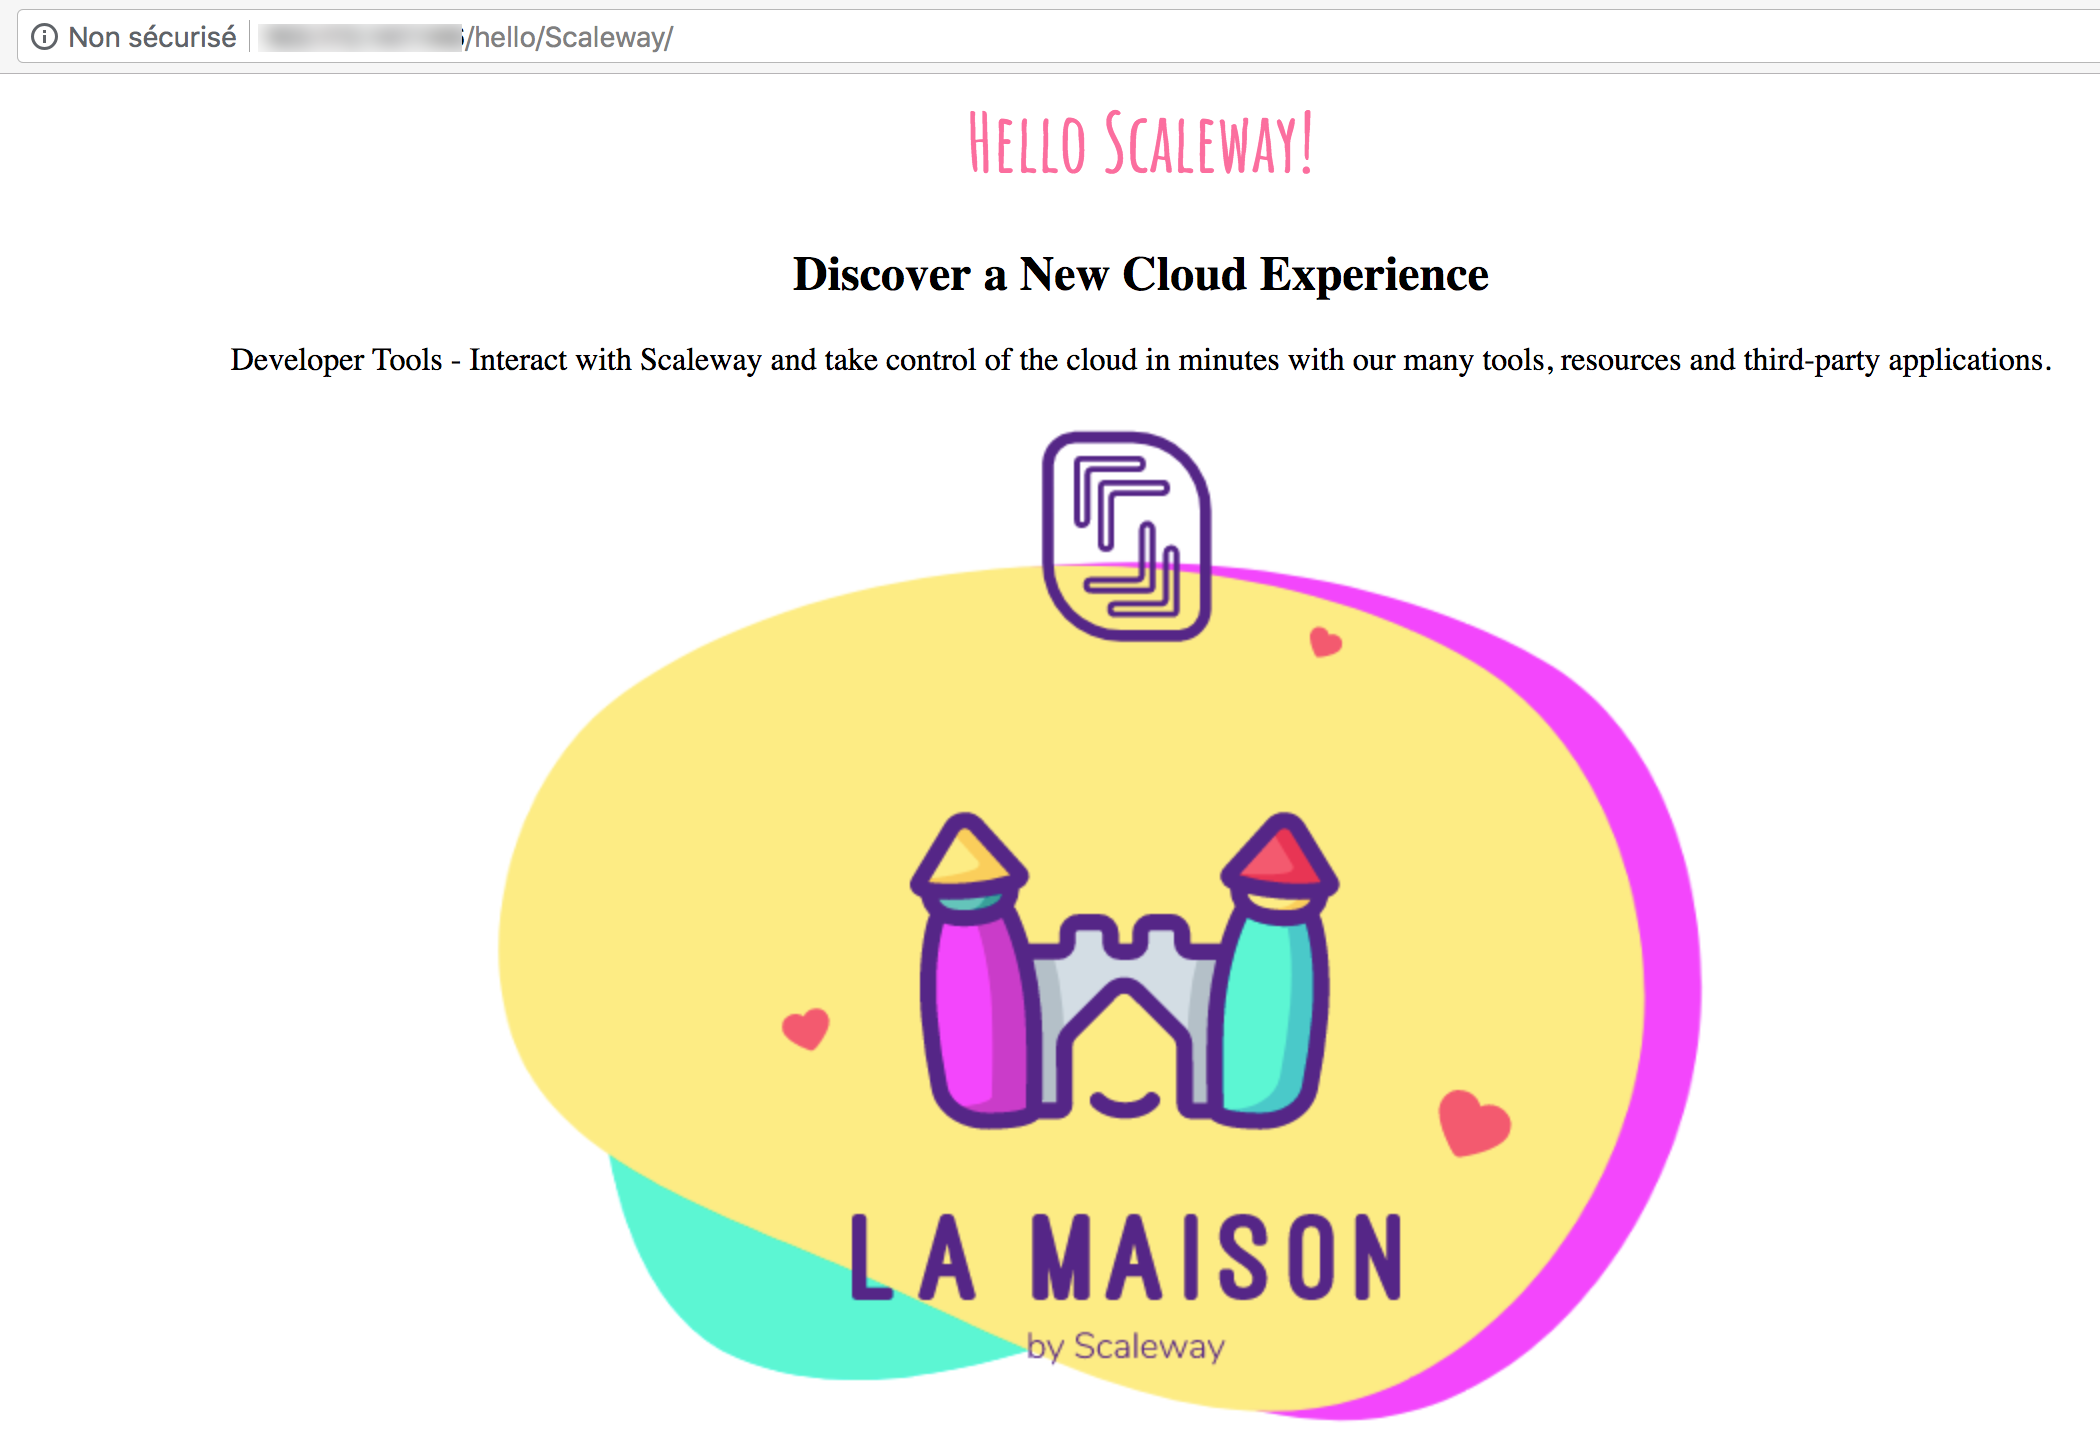 Non sécurisé /hello/Scaleway/
Hello Scaleway!
Discover a New Cloud Experience
Developer Tools - Interact with Scaleway and take control of the cloud in minutes with our many tools, resources and third-party applications.
LA MAISON
by Scaleway